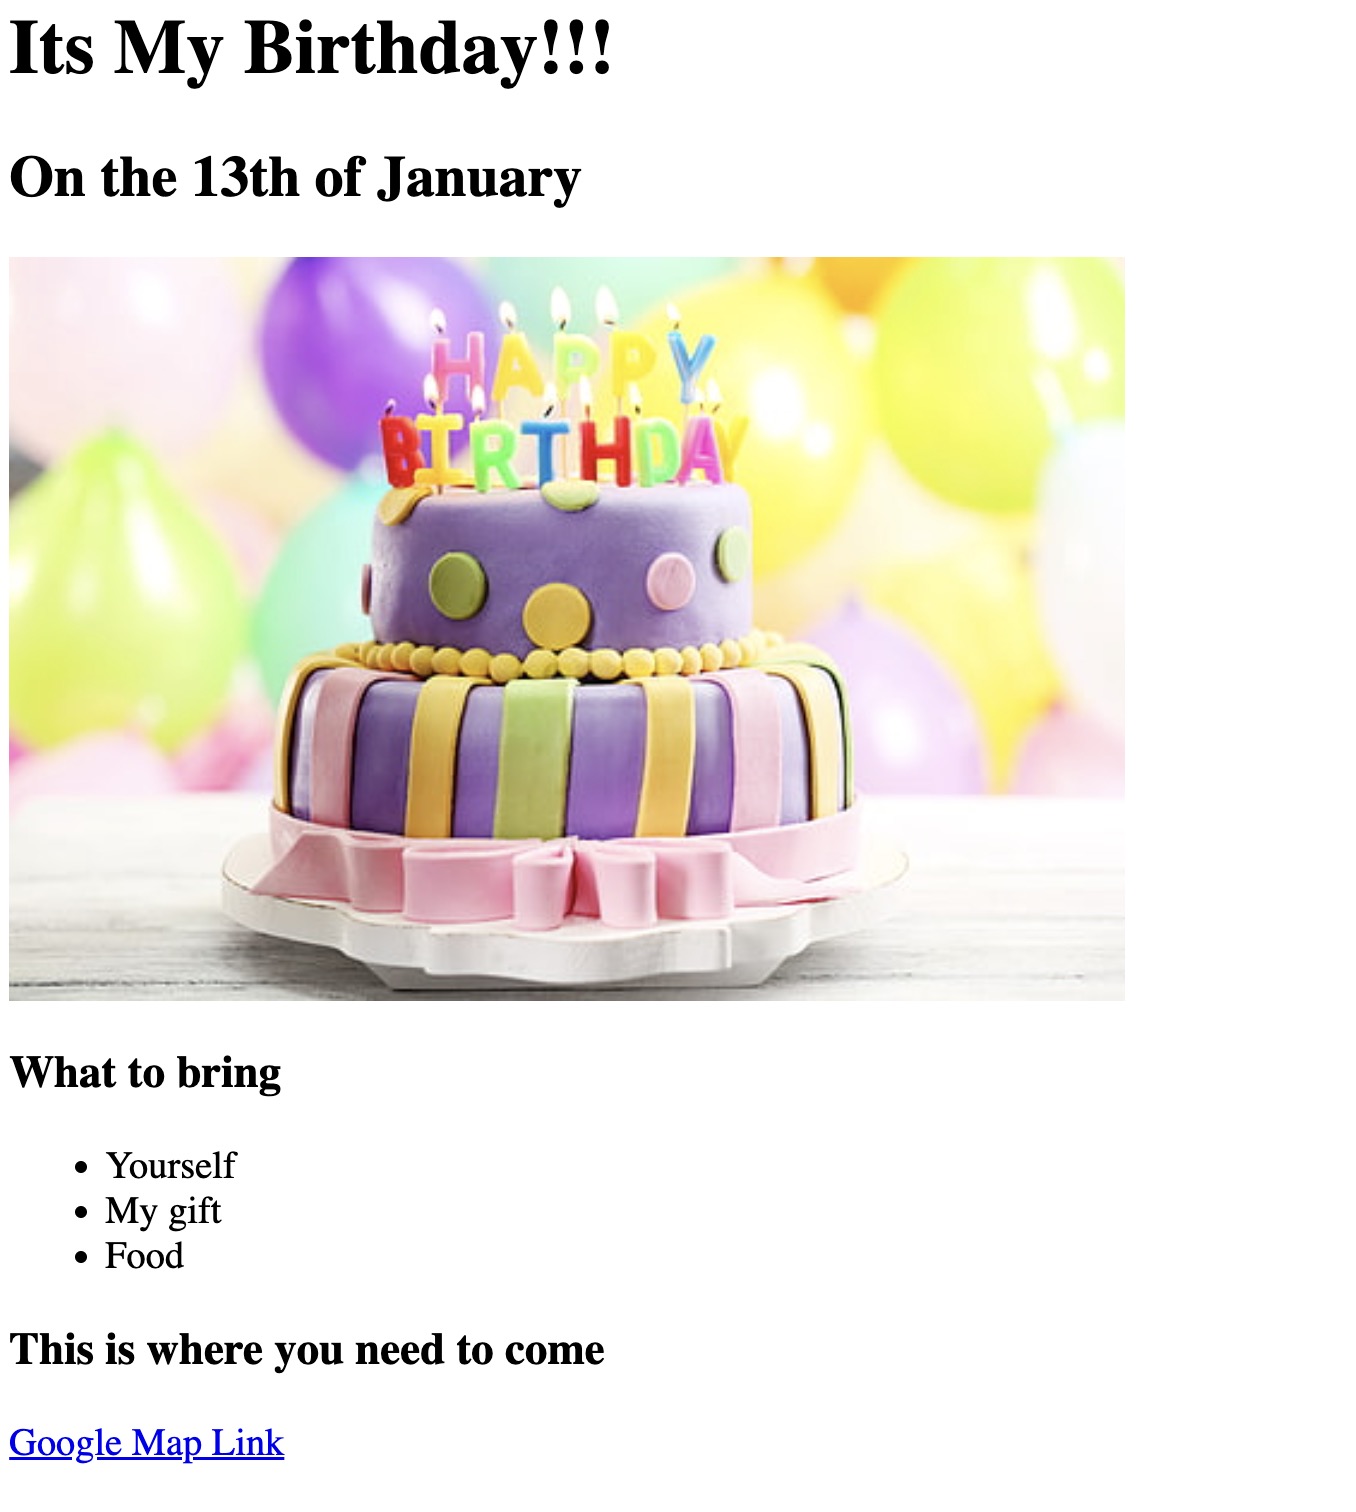 Its My Birthday!!!
On the 13th of January
HAPPY
BIRTHDAY
What to bring
Yourself
My gift
Food
This is where you need to come
Google Map Link